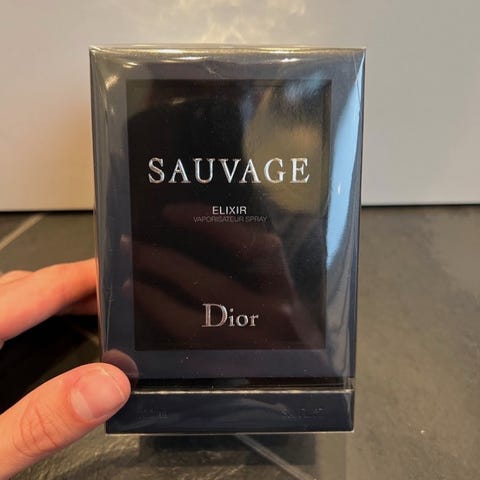 SAUVAGE
ELIXIR
VAPORISATEUR SPRAY
Dior